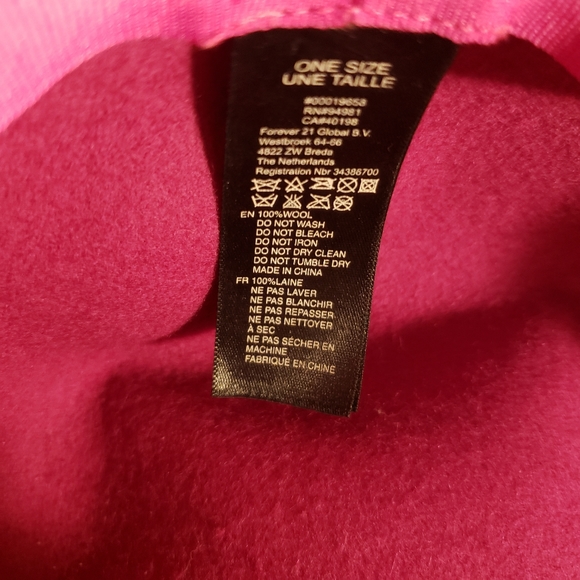 ONE SIZE
UNE TAILLE
#00019658
RN#94981
CA#40198
Forever 21 Global B.V.
Westbroek 64-66
4822 ZW Breda
The Netherlands
Registration Nbr 34386700
EN 100%WOOL
DO NOT WASH
DO NOT BLEACH
DO NOT IRON
DO NOT DRY CLEAN
DO NOT TUMBLE DRY
MADE IN CHINA
FR 100%LAINE
NE PAS LAVER
NE PAS BLANCHIR
NE PAS REPASSER
NE PAS NETTOYER
À SEC
NE PAS SÉCHER EN
MACHINE
FABRIQUÉ EN CHINE